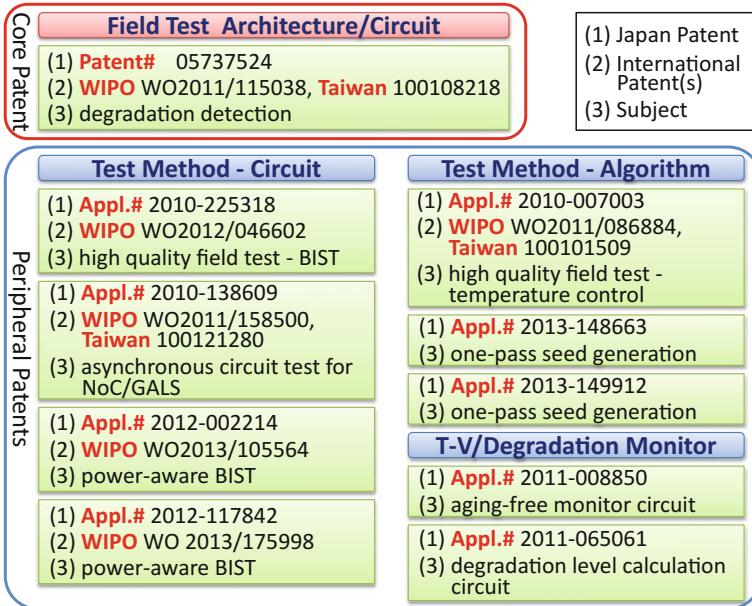 Core Patent
Field Test Architecture/Circuit
(1) Patent# 05737524
(2) WIPO WO2011/115038, Taiwan 100108218
(3) degradation detection
(1) Japan Patent
(2) International
Patent(s)
(3) Subject
Peripheral Patents
Test Method - Circuit
(1) Appl.# 2010-225318
(2) WIPO WO2012/046602
(3) high quality field test - BIST
(1) Appl.# 2010-138609
(2) WIPO WO2011/158500,
Taiwan 100121280
(3) asynchronous circuit test for
NoC/GALS
(1) Appl.# 2012-002214
(2) WIPO WO2013/105564
(3) power-aware BIST
(1) Appl.# 2012-117842
(2) WIPO WO 2013/175998
(3) power-aware BIST
Test Method - Algorithm
(1) Appl.# 2010-007003
(2) WIPO WO2011/086884,
Taiwan 100101509
(3) high quality field test -
temperature control
(1) Appl.# 2013-148663
(3) one-pass seed generation
(1) Appl.# 2013-149912
(3) one-pass seed generation
T-V/Degradation Monitor
(1) Appl.# 2011-008850
(3) aging-free monitor circuit
(1) Appl.# 2011-065061
(3) degradation level calculation
circuit